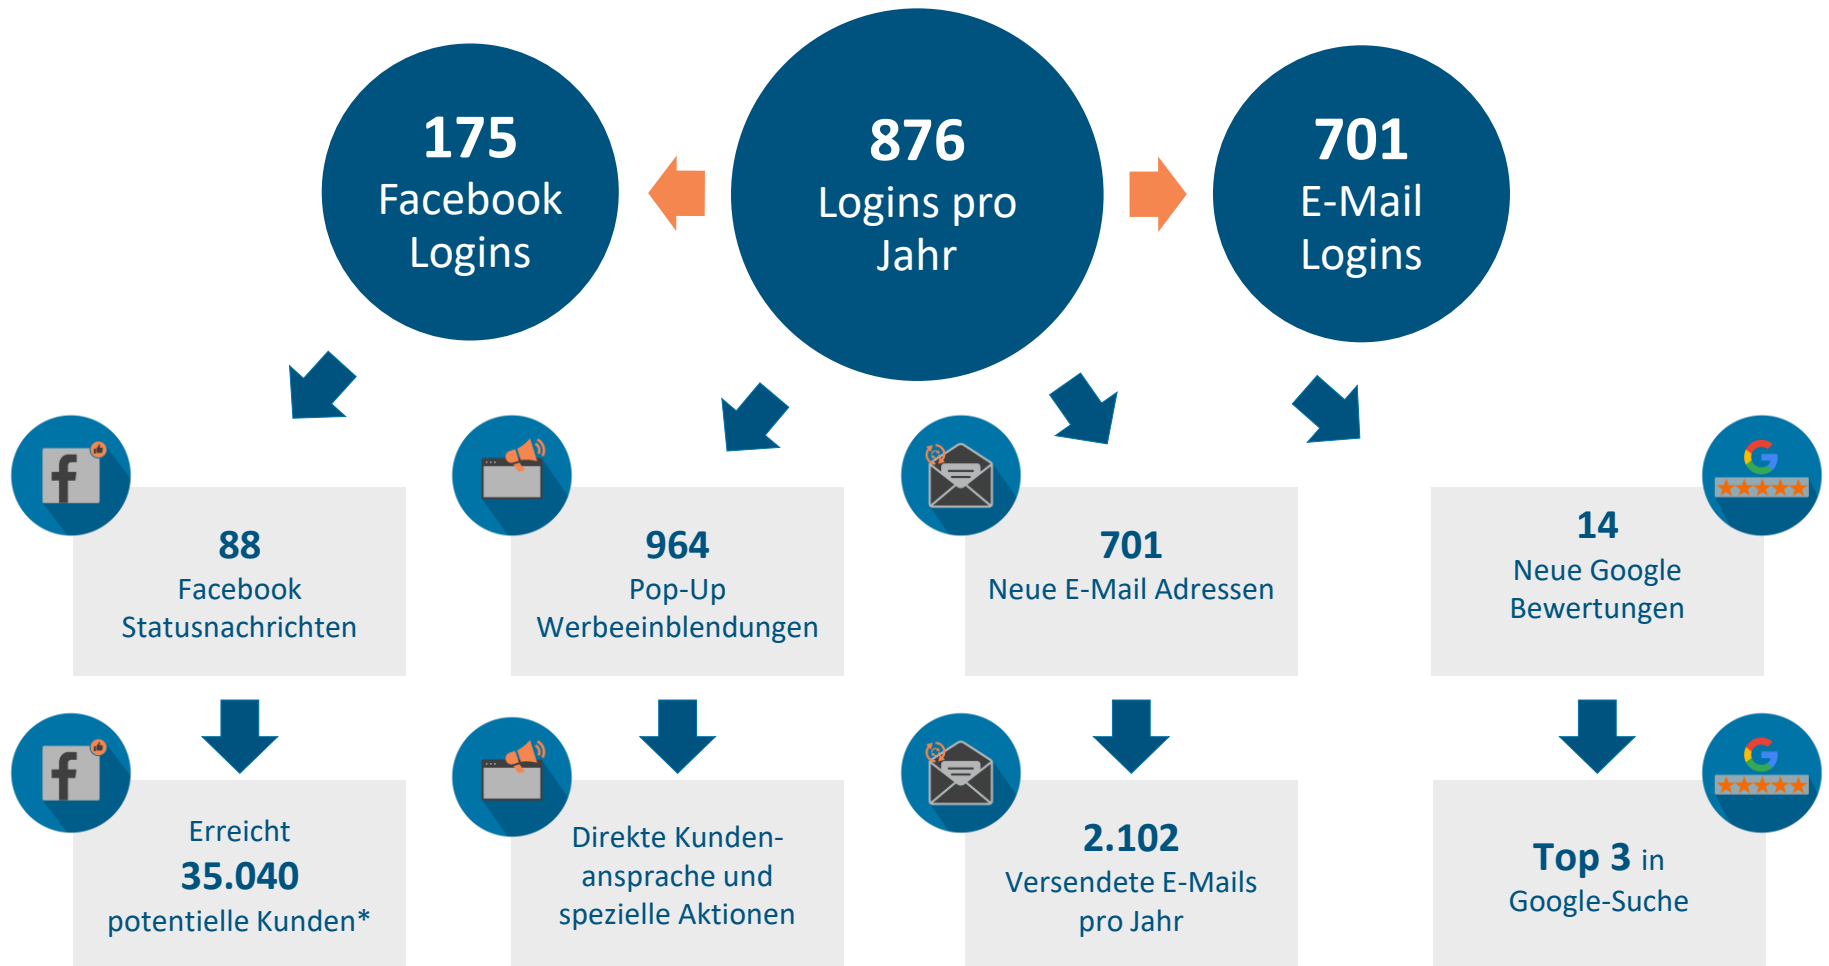 175
Facebook
Logins
876
Logins pro
Jahr
701
E-Mail
Logins
88
Facebook
Statusnachrichten
964
Pop-Up
Werbeeinblendungen
701
Neue E-Mail Adressen
14
Neue Google
Bewertungen
Erreicht
35.040
potentielle Kunden*
Direkte Kunden-
ansprache und
spezielle Aktionen
2.102
Versendete E-Mails
pro Jahr
Top 3 in
Google-Suche